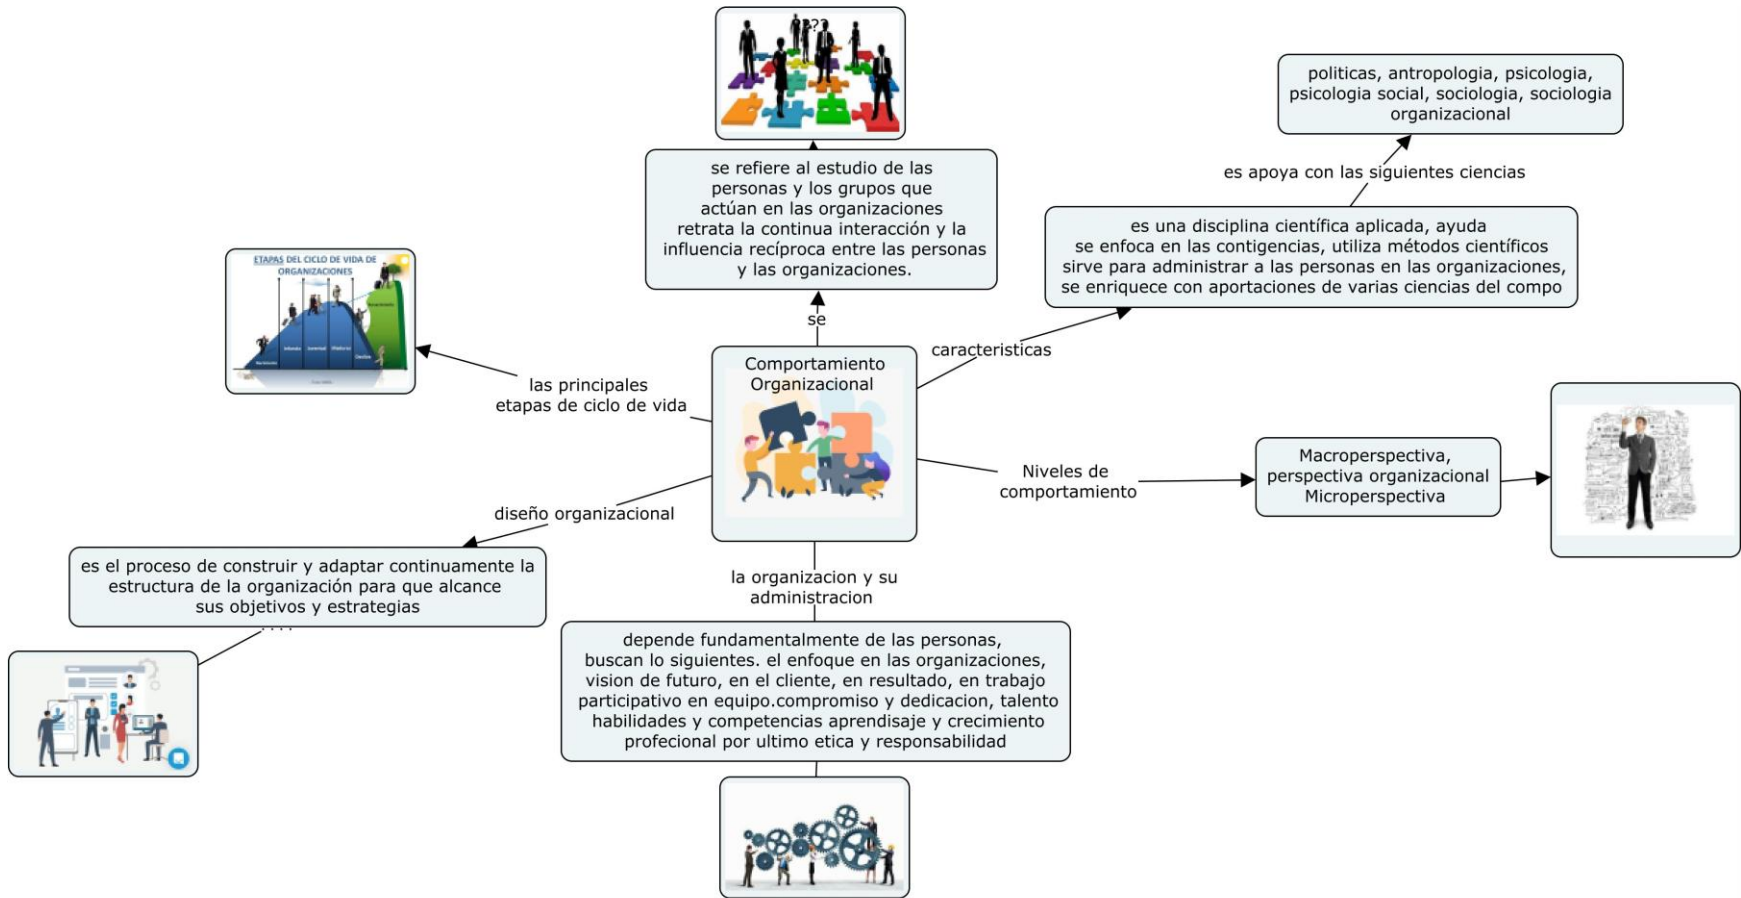 ??
se refiere al estudio de las
personas y los grupos que
actúan en las organizaciones
retrata la continua interacción y la
influencia recíproca entre las personas
y las organizaciones.
se
politicas, antropologia, psicologia,
psicologia social, sociologia, sociologia
organizacional
es apoya con las siguientes ciencias
es una disciplina científica aplicada, ayuda
se enfoca en las contigencias, utiliza métodos científicos
sirve para administrar a las personas en las organizaciones,
se enriquece con aportaciones de varias ciencias del compo
caracteristicas
ETAPAS DEL CICLO DE VIDA DE
ORGANIZACIONES
Infancia
Juventud
Madurez
Declive
las principales
etapas de ciclo de vida
Comportamiento
Organizacional
Niveles de
comportamiento
Macroperspectiva,
perspectiva organizacional
Microperspectiva
diseño organizacional
es el proceso de construir y adaptar continuamente la
estructura de la organización para que alcance
sus objetivos y estrategias
. . . .
la organizacion y su
administracion
depende fundamentalmente de las personas,
buscan lo siguientes. el enfoque en las organizaciones,
vision de futuro, en el cliente, en resultado, en trabajo
participativo en equipo.compromiso y dedicacion, talento
habilidades y competencias aprendisaje y crecimiento
profecional por ultimo etica y responsabilidad